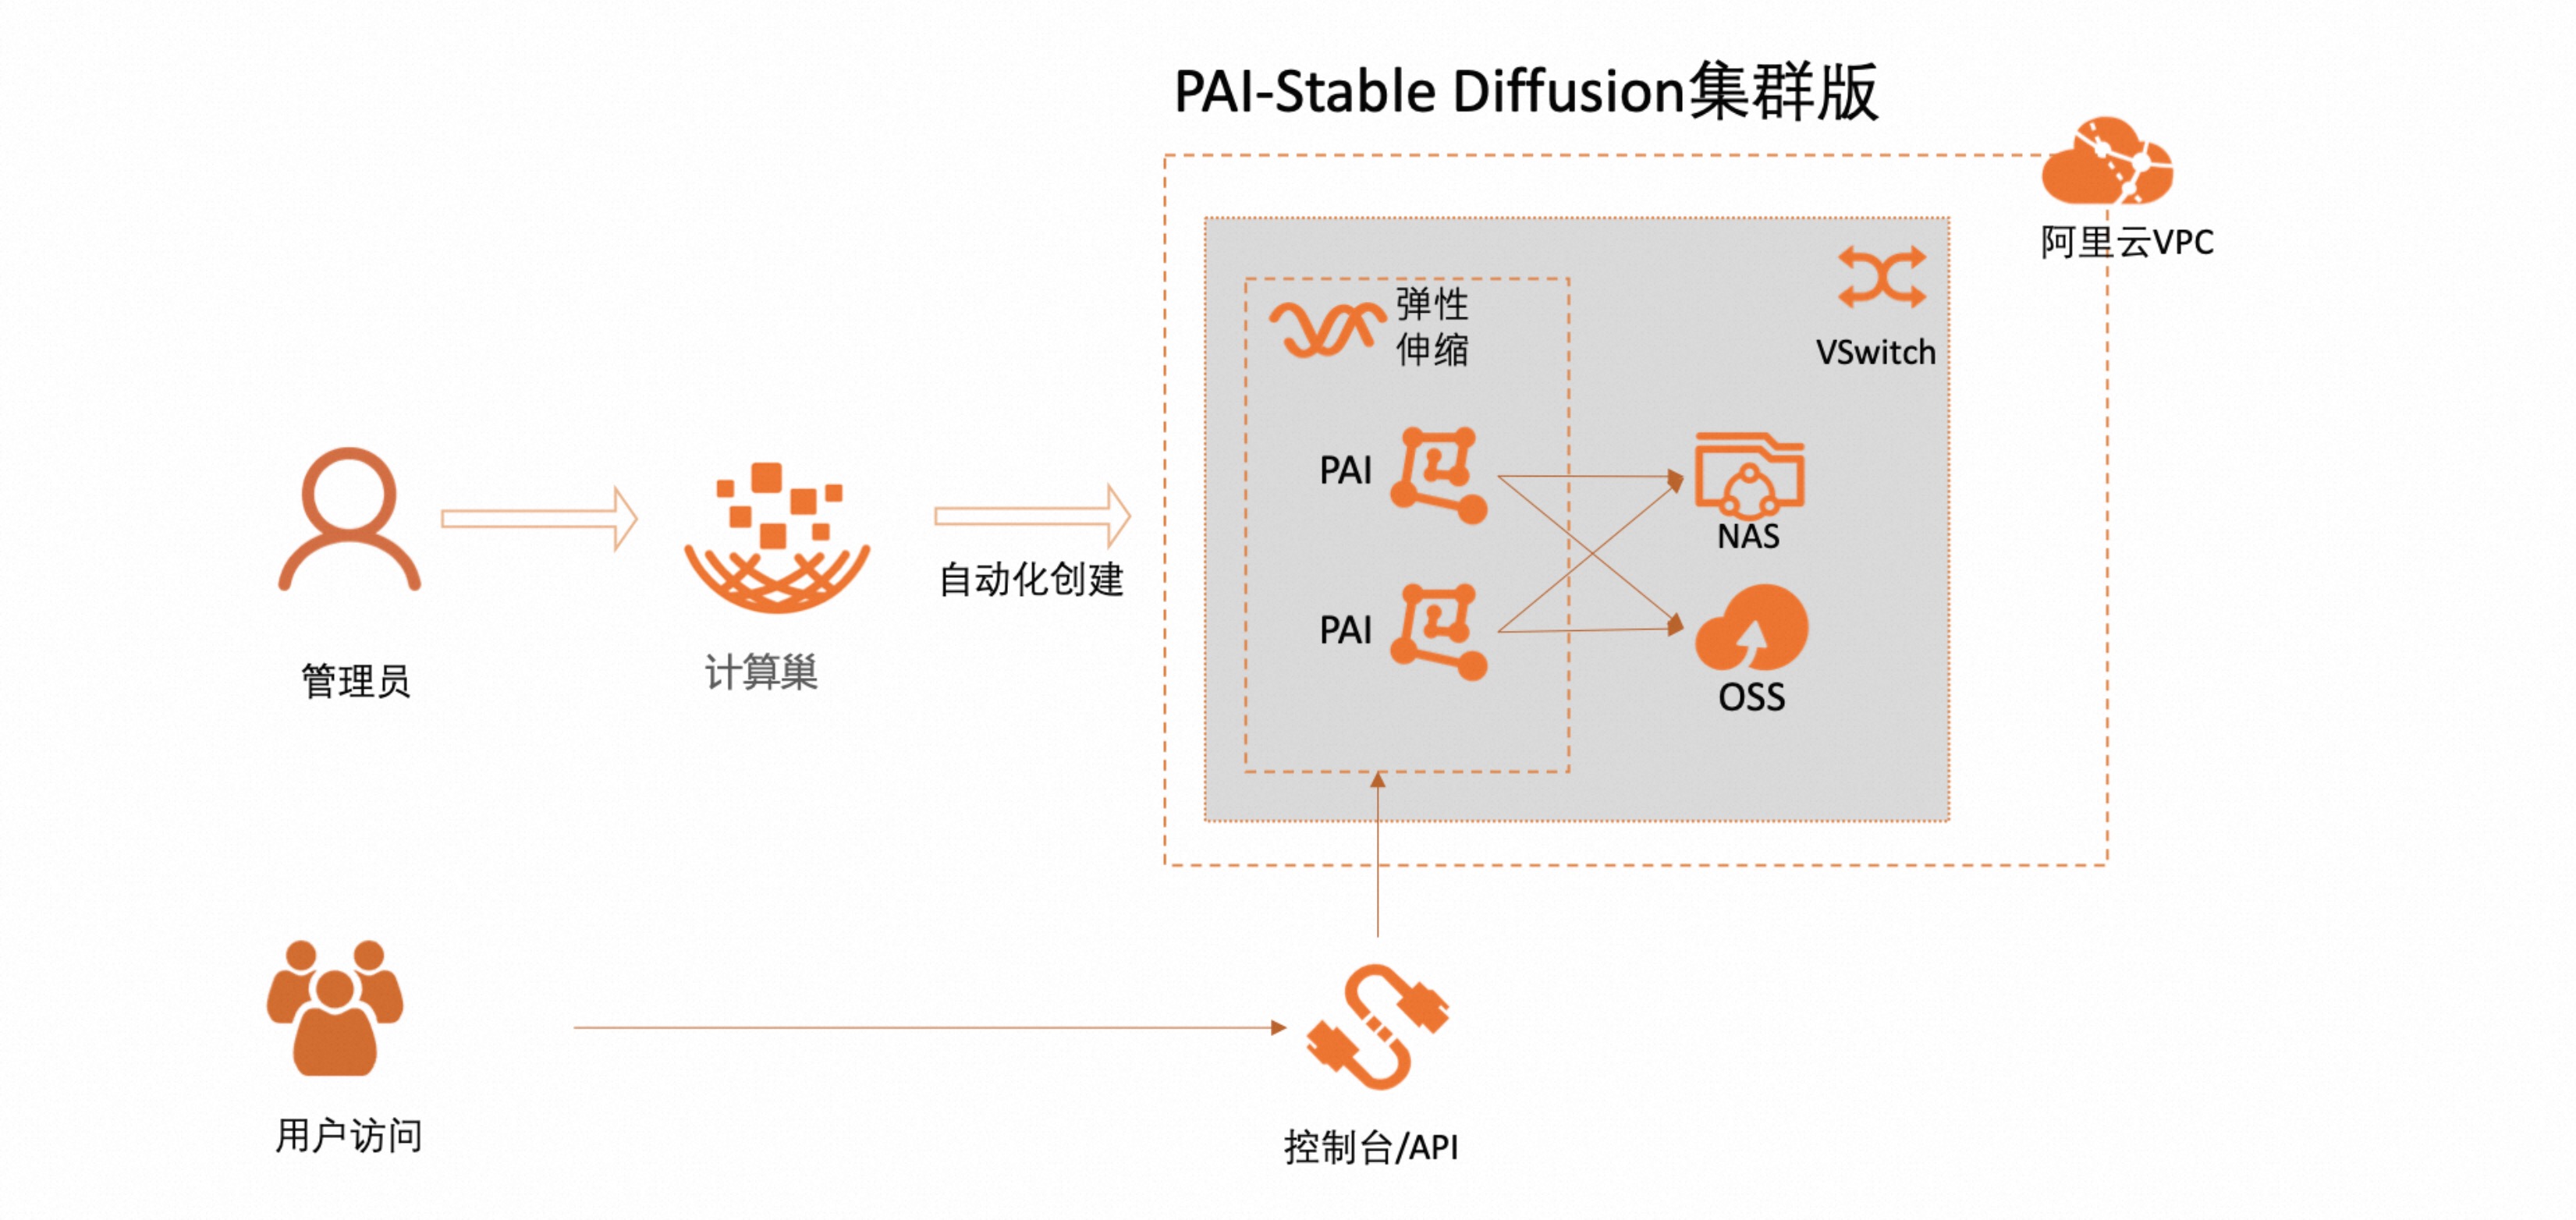 PAI-Stable Diffusion集群版
阿里云VPC
弹性
伸缩
VSwitch
PAI
NAS
PAI
OSS
自动化创建
管理员
计算巢
用户访问
控制台/API